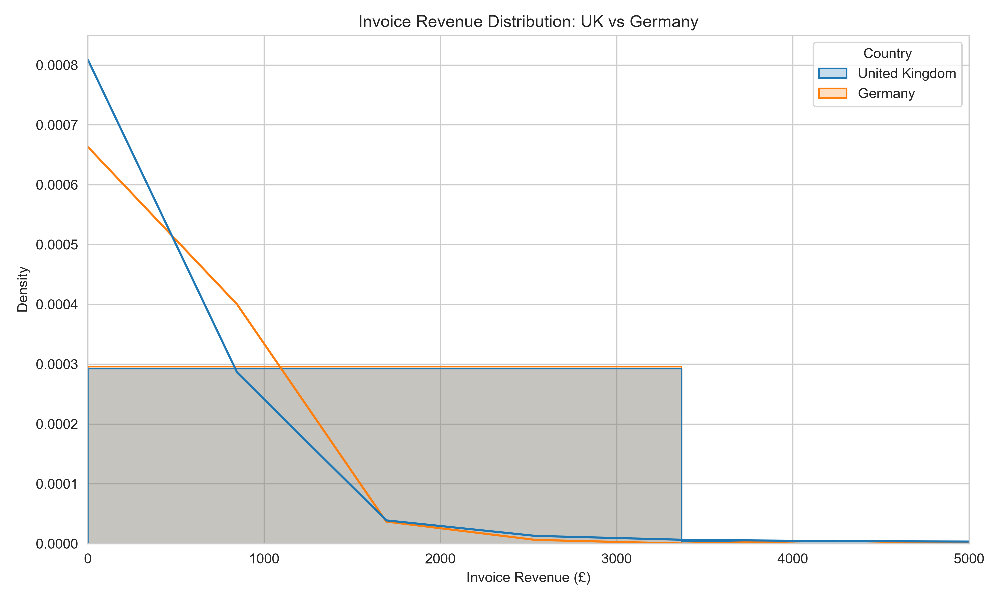 Invoice Revenue Distribution: UK vs Germany
Country
United Kingdom
Germany
Density
0.0008
0.0007
0.0006
0.0005
0.0004
0.0003
0.0002
0.0001
0.0000
0 1000 2000 3000 4000 5000
Invoice Revenue (£)